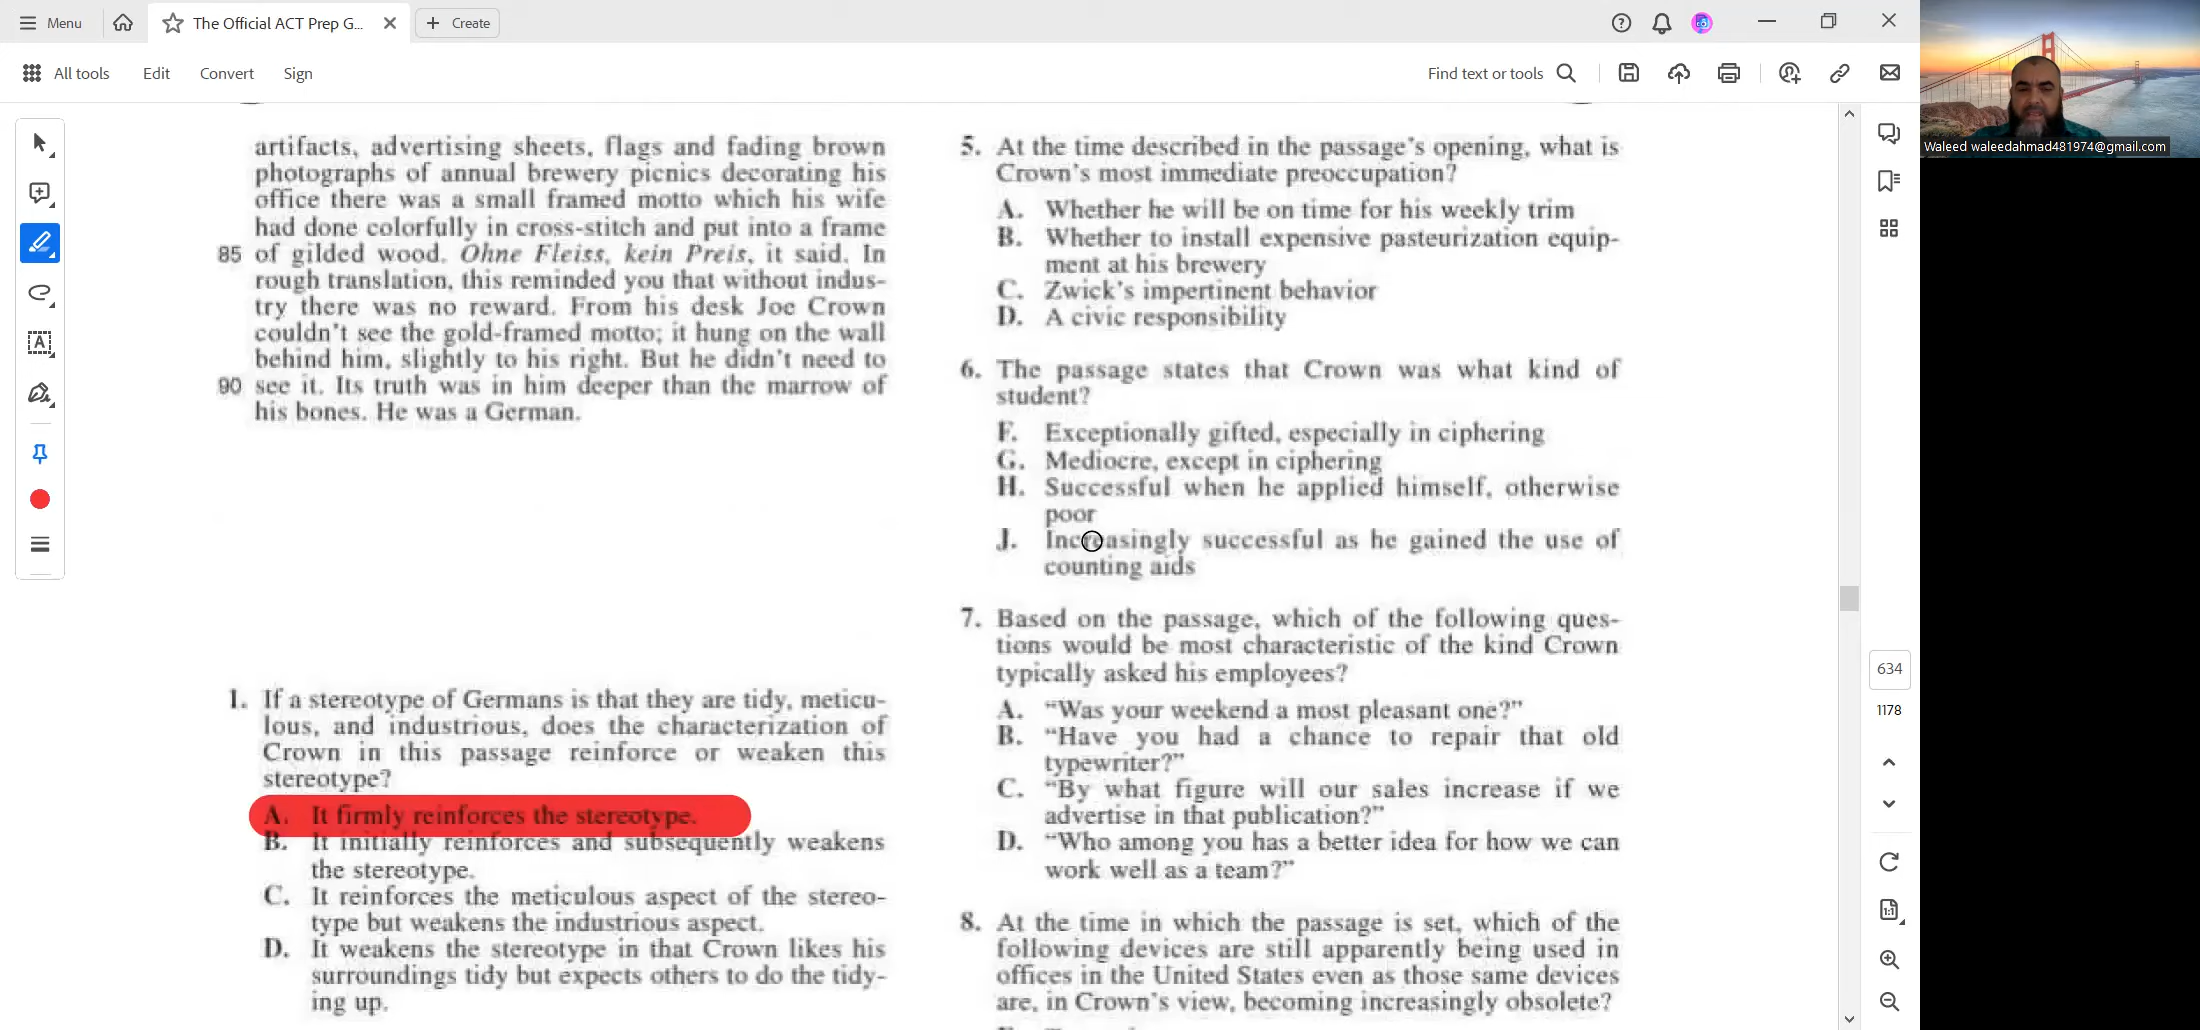 Menu
The Official ACT Prep G...
Create
All tools
Edit
Convert
Sign
Find text or tools
Waleed waleedahmad481974@gmail.com
artifacts, advertising sheets, flags and fading brown
photographs of annual brewery picnics decorating his
office there was a small framed motto which his wife
had done colorfully in cross-stitch and put into a frame
85 of gilded wood. Ohne Fleiss, kein Preis, it said. In
rough translation, this reminded you that without indus-
try there was no reward. From his desk Joe Crown
couldn't see the gold-framed motto; it hung on the wall
behind him, slightly to his right. But he didn't need to
90 see it. Its truth was in him deeper than the marrow of
his bones. He was a German.
1. If a stereotype of Germans is that they are tidy, meticu-
lous, and industrious, does the characterization of
Crown in this passage reinforce or weaken this
stereotype?
A. It firmly reinforces the stereotype.
B. It initially reinforces and subsequently weakens
the stereotype.
C. It reinforces the meticulous aspect of the stereo-
type but weakens the industrious aspect.
D. It weakens the stereotype in that Crown likes his
surroundings tidy but expects others to do the tidy-
ing up.
5. At the time described in the passage's opening, what is
Crown's most immediate preoccupation?
A. Whether he will be on time for his weekly trim
B. Whether to install expensive pasteurization equip-
ment at his brewery
C. Zwick's impertinent behavior
D. A civic responsibility
6. The passage states that Crown was what kind of
student?
F. Exceptionally gifted, especially in ciphering
G. Mediocre, except in ciphering
H. Successful when he applied himself, otherwise
poor
J. Increasingly successful as he gained the use of
counting aids
7. Based on the passage, which of the following ques-
tions would be most characteristic of the kind Crown
typically asked his employees?
A. "Was your weekend a most pleasant one?"
B. "Have you had a chance to repair that old
typewriter?"
C. "By what figure will our sales increase if we
advertise in that publication?"
D. "Who among you has a better idea for how we can
work well as a team?"
8. At the time in which the passage is set, which of the
following devices are still apparently being used in
offices in the United States even as those same devices
are, in Crown's view, becoming increasingly obsolete?
634
1178